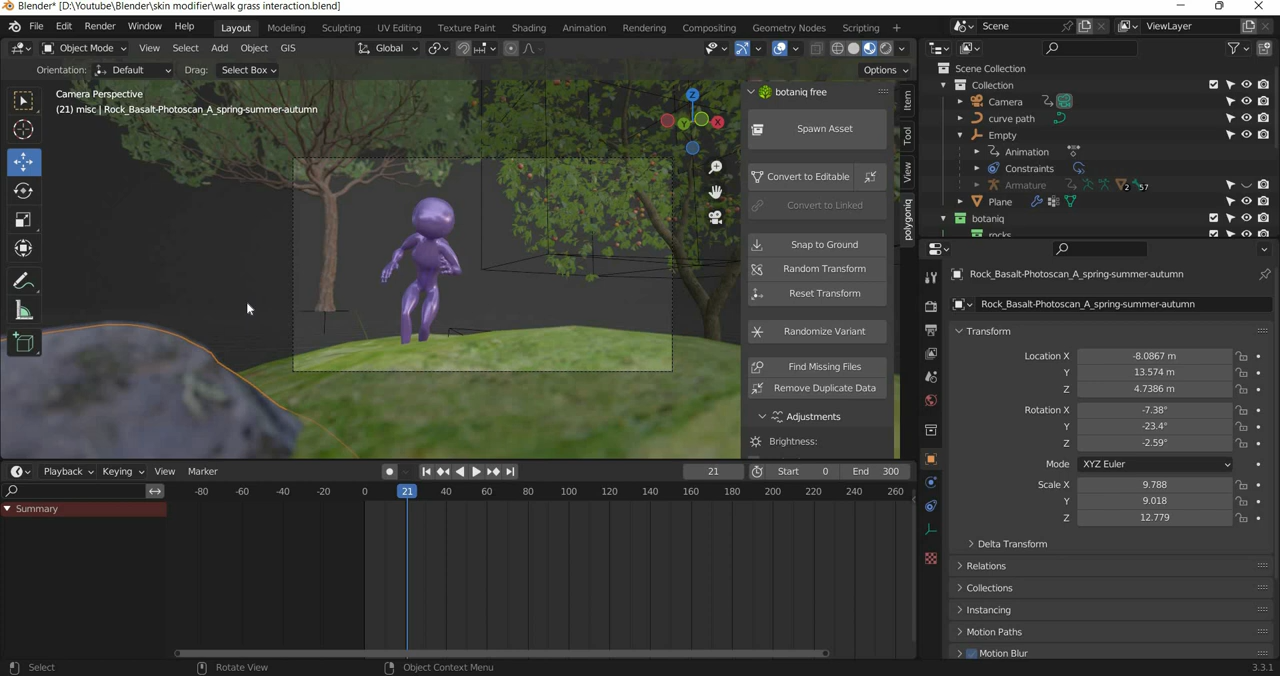 Blender* [D:\Youtube\Blender\skin modifier\walk grass interaction.blend]
File Edit Render Window Help Layout Modeling Sculpting UV Editing Texture Paint Shading Animation Rendering Compositing Geometry Nodes Scripting + Scene ViewLayer
Object Mode View Select Add Object GIS Global
Orientation: Default Drag: Select Box Options
Camera Perspective
(21) misc | Rock_Basalt-Photoscan_A_spring-summer-autumn
Z
X
Y
botaniq free
Spawn Asset
Convert to Editable
Convert to Linked
Snap to Ground
Random Transform
Reset Transform
Randomize Variant
Find Missing Files
Remove Duplicate Data
Adjustments
Brightness:
Item
Tool
View
polygoniq
Scene Collection
Collection
Camera
curve path
Empty
Animation
Constraints
Armature 2 57
Plane
botaniq
rocks
Rock_Basalt-Photoscan_A_spring-summer-autumn
Rock_Basalt-Photoscan_A_spring-summer-autumn
Transform
Location X -8.0867 m
Y 13.574 m
Z 4.7386 m
Rotation X -7.38°
Y -23.4°
Z -2.59°
Mode XYZ Euler
Scale X 9.788
Y 9.018
Z 12.779
Delta Transform
Relations
Collections
Instancing
Motion Paths
Motion Blur
Playback Keying View Marker 21 Start 0 End 300
-80 -60 -40 -20 0 21 40 60 80 100 120 140 160 180 200 220 240 260
Summary
Select Rotate View Object Context Menu 3.3.1